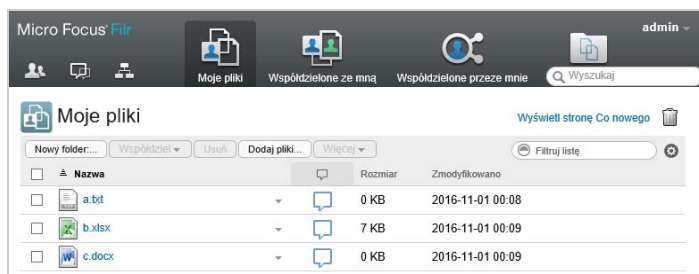 Micro Focus Filr
admin
Moje pliki
Współdzielone ze mną
Współdzielone przeze mnie
Wyszukaj
Moje pliki
Wyświetl stronę Co nowego
Nowy folder:...
Współdziel
Usuń
Dodaj pliki...
Więcej
Filtruj listę
Nazwa
Rozmiar
Zmodyfikowano
a.txt 0 KB 2016-11-01 00:08
b.xlsx 7 KB 2016-11-01 00:09
c.docx 0 KB 2016-11-01 00:09